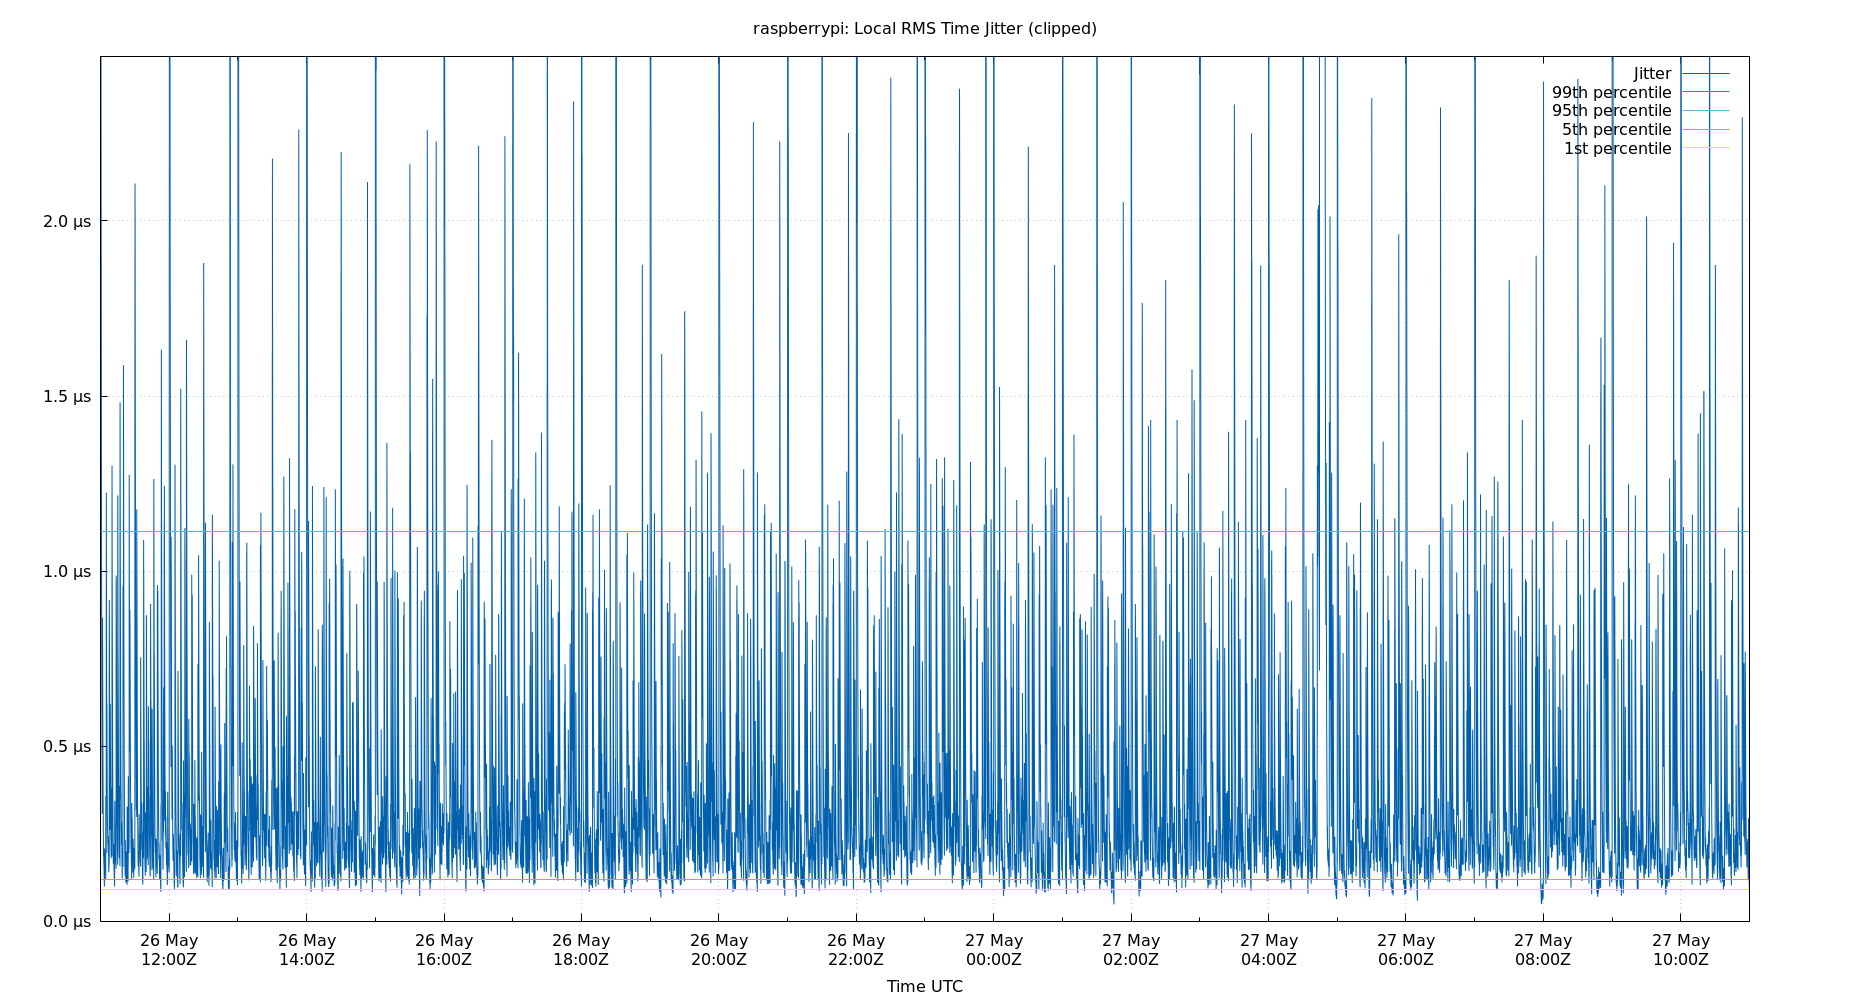 raspberrypi: Local RMS Time Jitter (clipped)
Jitter
99th percentile
95th percentile
5th percentile
1st percentile
2.0 µs
1.5 µs
1.0 µs
0.5 µs
0.0 µs
26 May 26 May 26 May 26 May 26 May 26 May 27 May 27 May 27 May 27 May 27 May 27 May
12:00Z 14:00Z 16:00Z 18:00Z 20:00Z 22:00Z 00:00Z 02:00Z 04:00Z 06:00Z 08:00Z 10:00Z
Time UTC